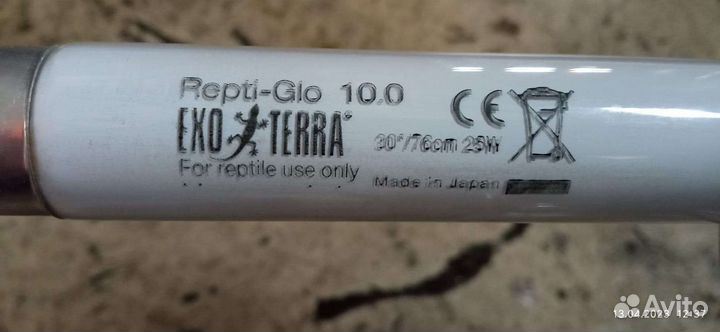 Repti-Glo 10.0
EXO TERRA®
For reptile use only
CE
30"/76cm 25W
Made in Japan
Avito
13/04/2023 12:37